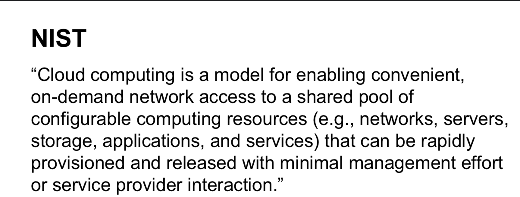 NIST
“Cloud computing is a model for enabling convenient,
on-demand network access to a shared pool of
configurable computing resources (e.g., networks, servers,
storage, applications, and services) that can be rapidly
provisioned and released with minimal management effort
or service provider interaction.”